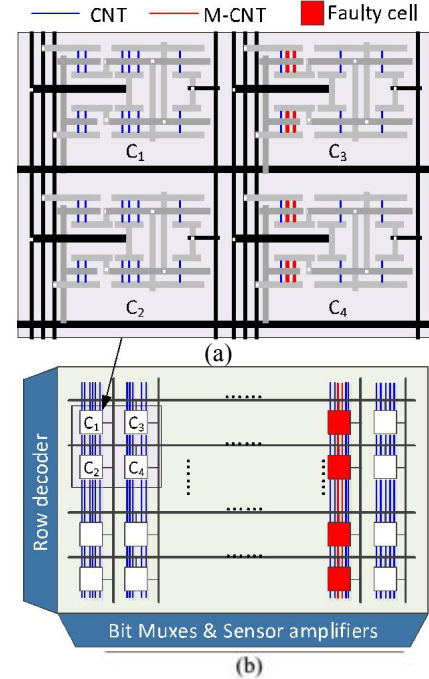 CNT M-CNT Faulty cell
C1 C3
C2 C4
(a)
C1 C3
C2 C4
Row decoder
Bit Muxes & Sensor amplifiers
(b)